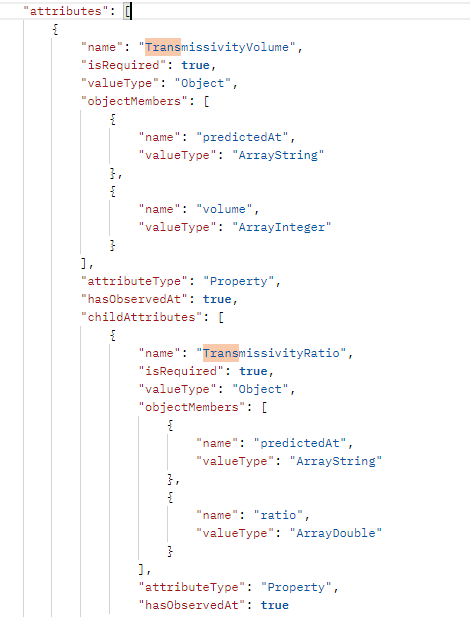 "attributes": [
{
"name": "TransmissivityVolume",
"isRequired": true,
"valueType": "Object",
"objectMembers": [
{
"name": "predictedAt",
"valueType": "ArrayString"
},
{
"name": "volume",
"valueType": "ArrayInteger"
}
],
"attributeType": "Property",
"hasObservedAt": true,
"childAttributes": [
{
"name": "TransmissivityRatio",
"isRequired": true,
"valueType": "Object",
"objectMembers": [
{
"name": "predictedAt",
"valueType": "ArrayString"
},
{
"name": "ratio",
"valueType": "ArrayDouble"
}
],
"attributeType": "Property",
"hasObservedAt": true